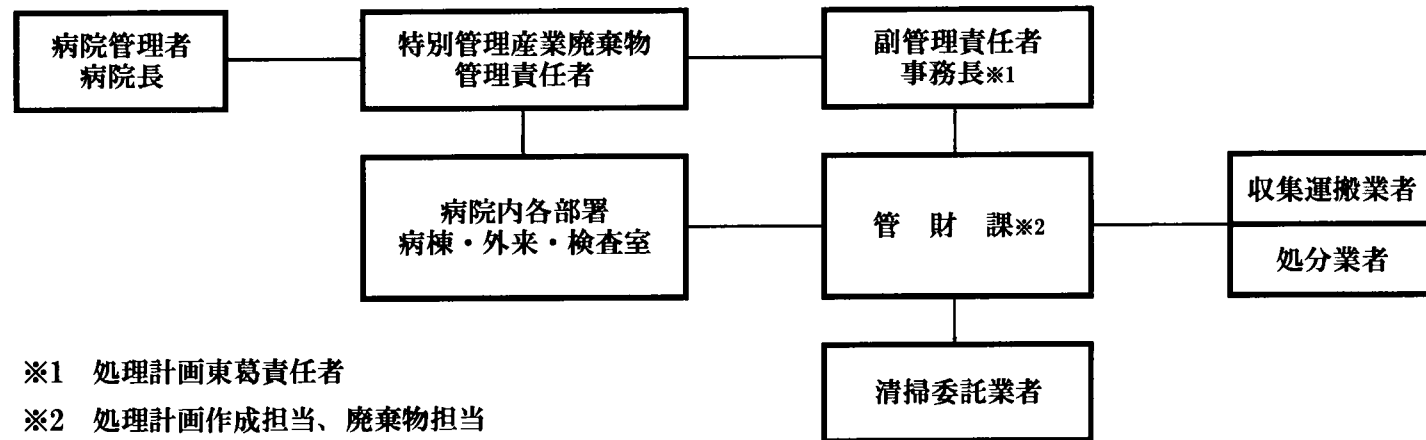 病院管理者
病院長
特別管理産業廃棄物
管理責任者
副管理責任者
事務長※1
病院内各部署
病棟・外来・検査室
管　財　課※2
収集運搬業者
処分業者
清掃委託業者
※1　処理計画東葛責任者
※2　処理計画作成担当、廃棄物担当